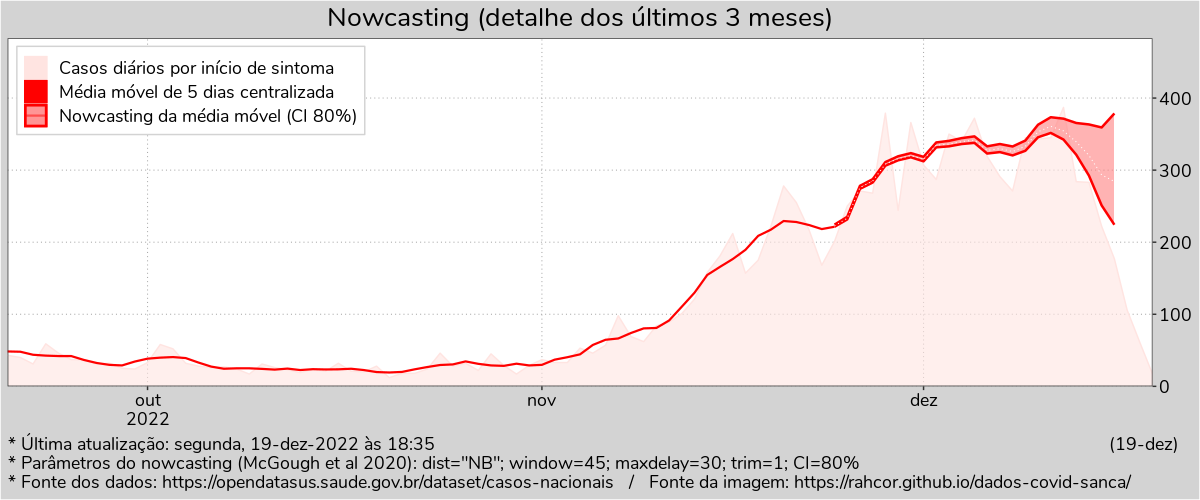 Nowcasting (detalhe dos últimos 3 meses)
Casos diários por início de sintoma
Média móvel de 5 dias centralizada
Nowcasting da média móvel (CI 80%)
400
300
200
100
0
out
2022
nov
dez
* Última atualização: segunda, 19-dez-2022 às 18:35
(19-dez)
* Parâmetros do nowcasting (McGough et al 2020): dist="NB"; window=45; maxdelay=30; trim=1; CI=80%
* Fonte dos dados: https://opendatasus.saude.gov.br/dataset/casos-nacionais / Fonte da imagem: https://rahcor.github.io/dados-covid-sanca/